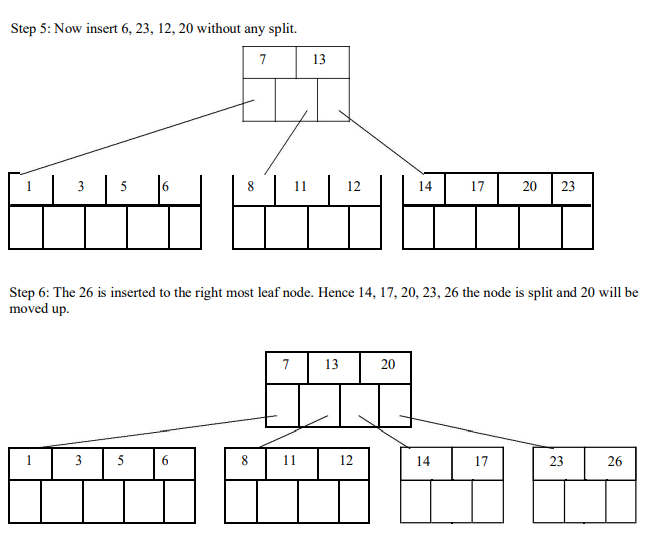 Step 5: Now insert 6, 23, 12, 20 without any split.
7 13
1 3 5 6 8 11 12 14 17 20 23
Step 6: The 26 is inserted to the right most leaf node. Hence 14, 17, 20, 23, 26 the node is split and 20 will be
moved up.
7 13 20
1 3 5 6 8 11 12 14 17 23 26